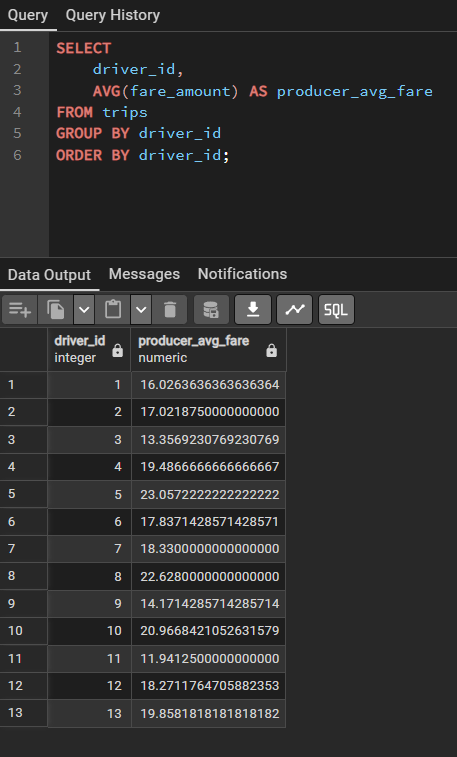 Query Query History
1 SELECT
2 driver_id,
3 AVG(fare_amount) AS producer_avg_fare
4 FROM trips
5 GROUP BY driver_id
6 ORDER BY driver_id;
Data Output Messages Notifications
SQL
driver_id producer_avg_fare
integer numeric
1 1 16.0263636363636364
2 2 17.0218750000000000
3 3 13.3569230769230769
4 4 19.4866666666666667
5 5 23.0572222222222222
6 6 17.8371428571428571
7 7 18.3300000000000000
8 8 22.6280000000000000
9 9 14.1714285714285714
10 10 20.9668421052631579
11 11 11.9412500000000000
12 12 18.2711764705882353
13 13 19.8581818181818182